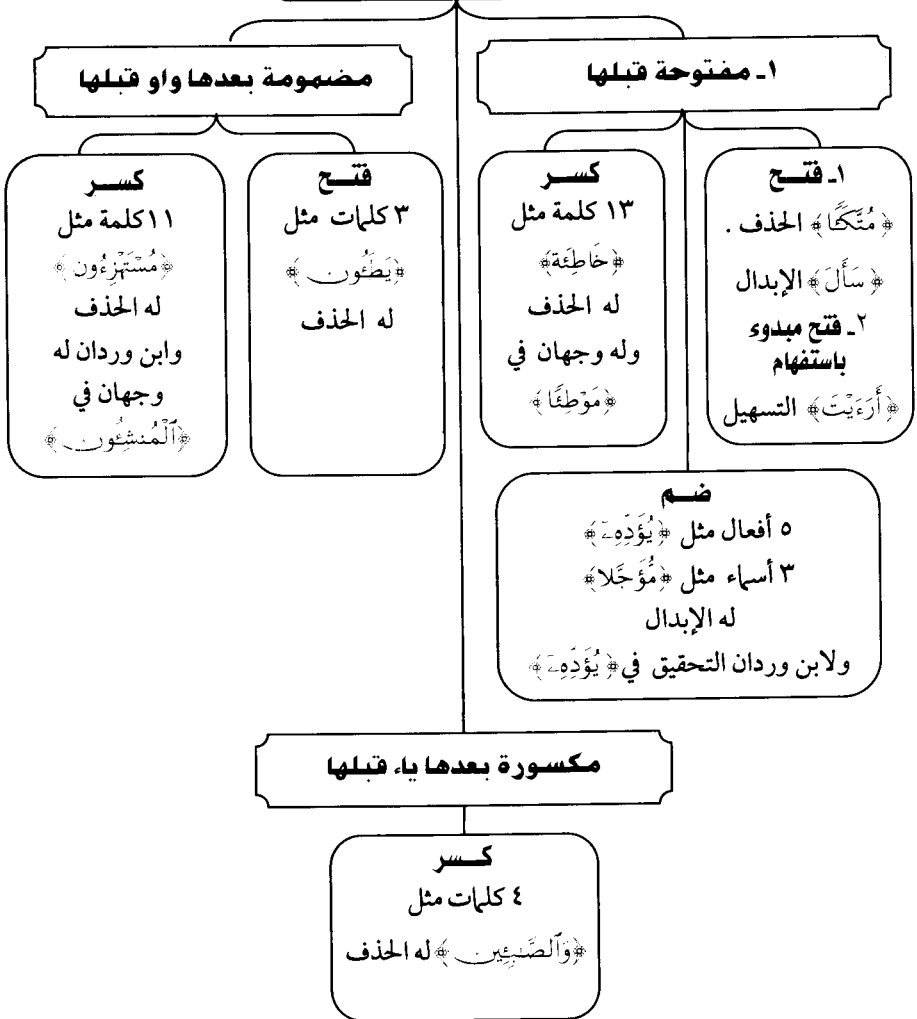 ١ـ مفتوحة قبلها
مضمومة بعدها واو قبلها
١ـ فتح
﴿مُتَّكَـًٔا﴾ الحذف .
﴿سَأَلَ﴾ الإبدال
٢ـ فتح مبدوء
باستفهام
﴿أَرَءَيْتَ﴾ التسهيل
كسر
١٣ كلمة مثل
﴿خَاطِئَة﴾
له الحذف
وله وجهان في
﴿مَوْطِئًا﴾
فتح
٣ كلمات مثل
﴿يَطَـُٔون﴾
له الحذف
كسر
١١ كلمة مثل
﴿مُسْتَهْزِءُون﴾
له الحذف
وابن وردان له
وجهان في
﴿ٱلْمُنشِـُٔون﴾
ضم
٥ أفعال مثل ﴿يُؤَدِّهِۦٓ﴾
٣ أسماء مثل ﴿مُّؤَجَّلا﴾
له الإبدال
ولابن وردان التحقيق في ﴿يُؤَدِّهِۦٓ﴾
مكسورة بعدها ياء قبلها
كسر
٤ كلمات مثل
﴿وَٱلصَّـٰبِـِٔين﴾ له الحذف